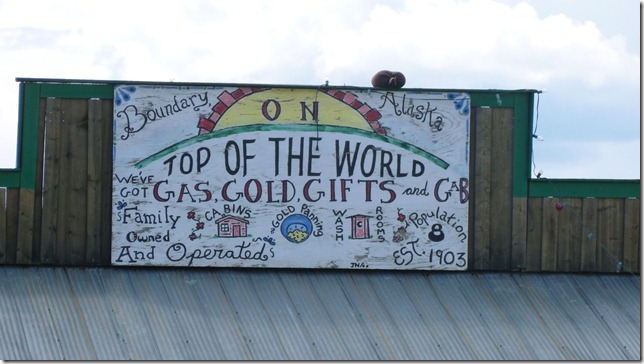 Boundary, Alaska
ON
TOP OF THE WORLD
WE'VE GOT GAS, GOLD, GIFTS and GAB
Family Owned And Operated
CABINS
GOLD Panning
WASH ROOMS
Population 8
EST. 1903